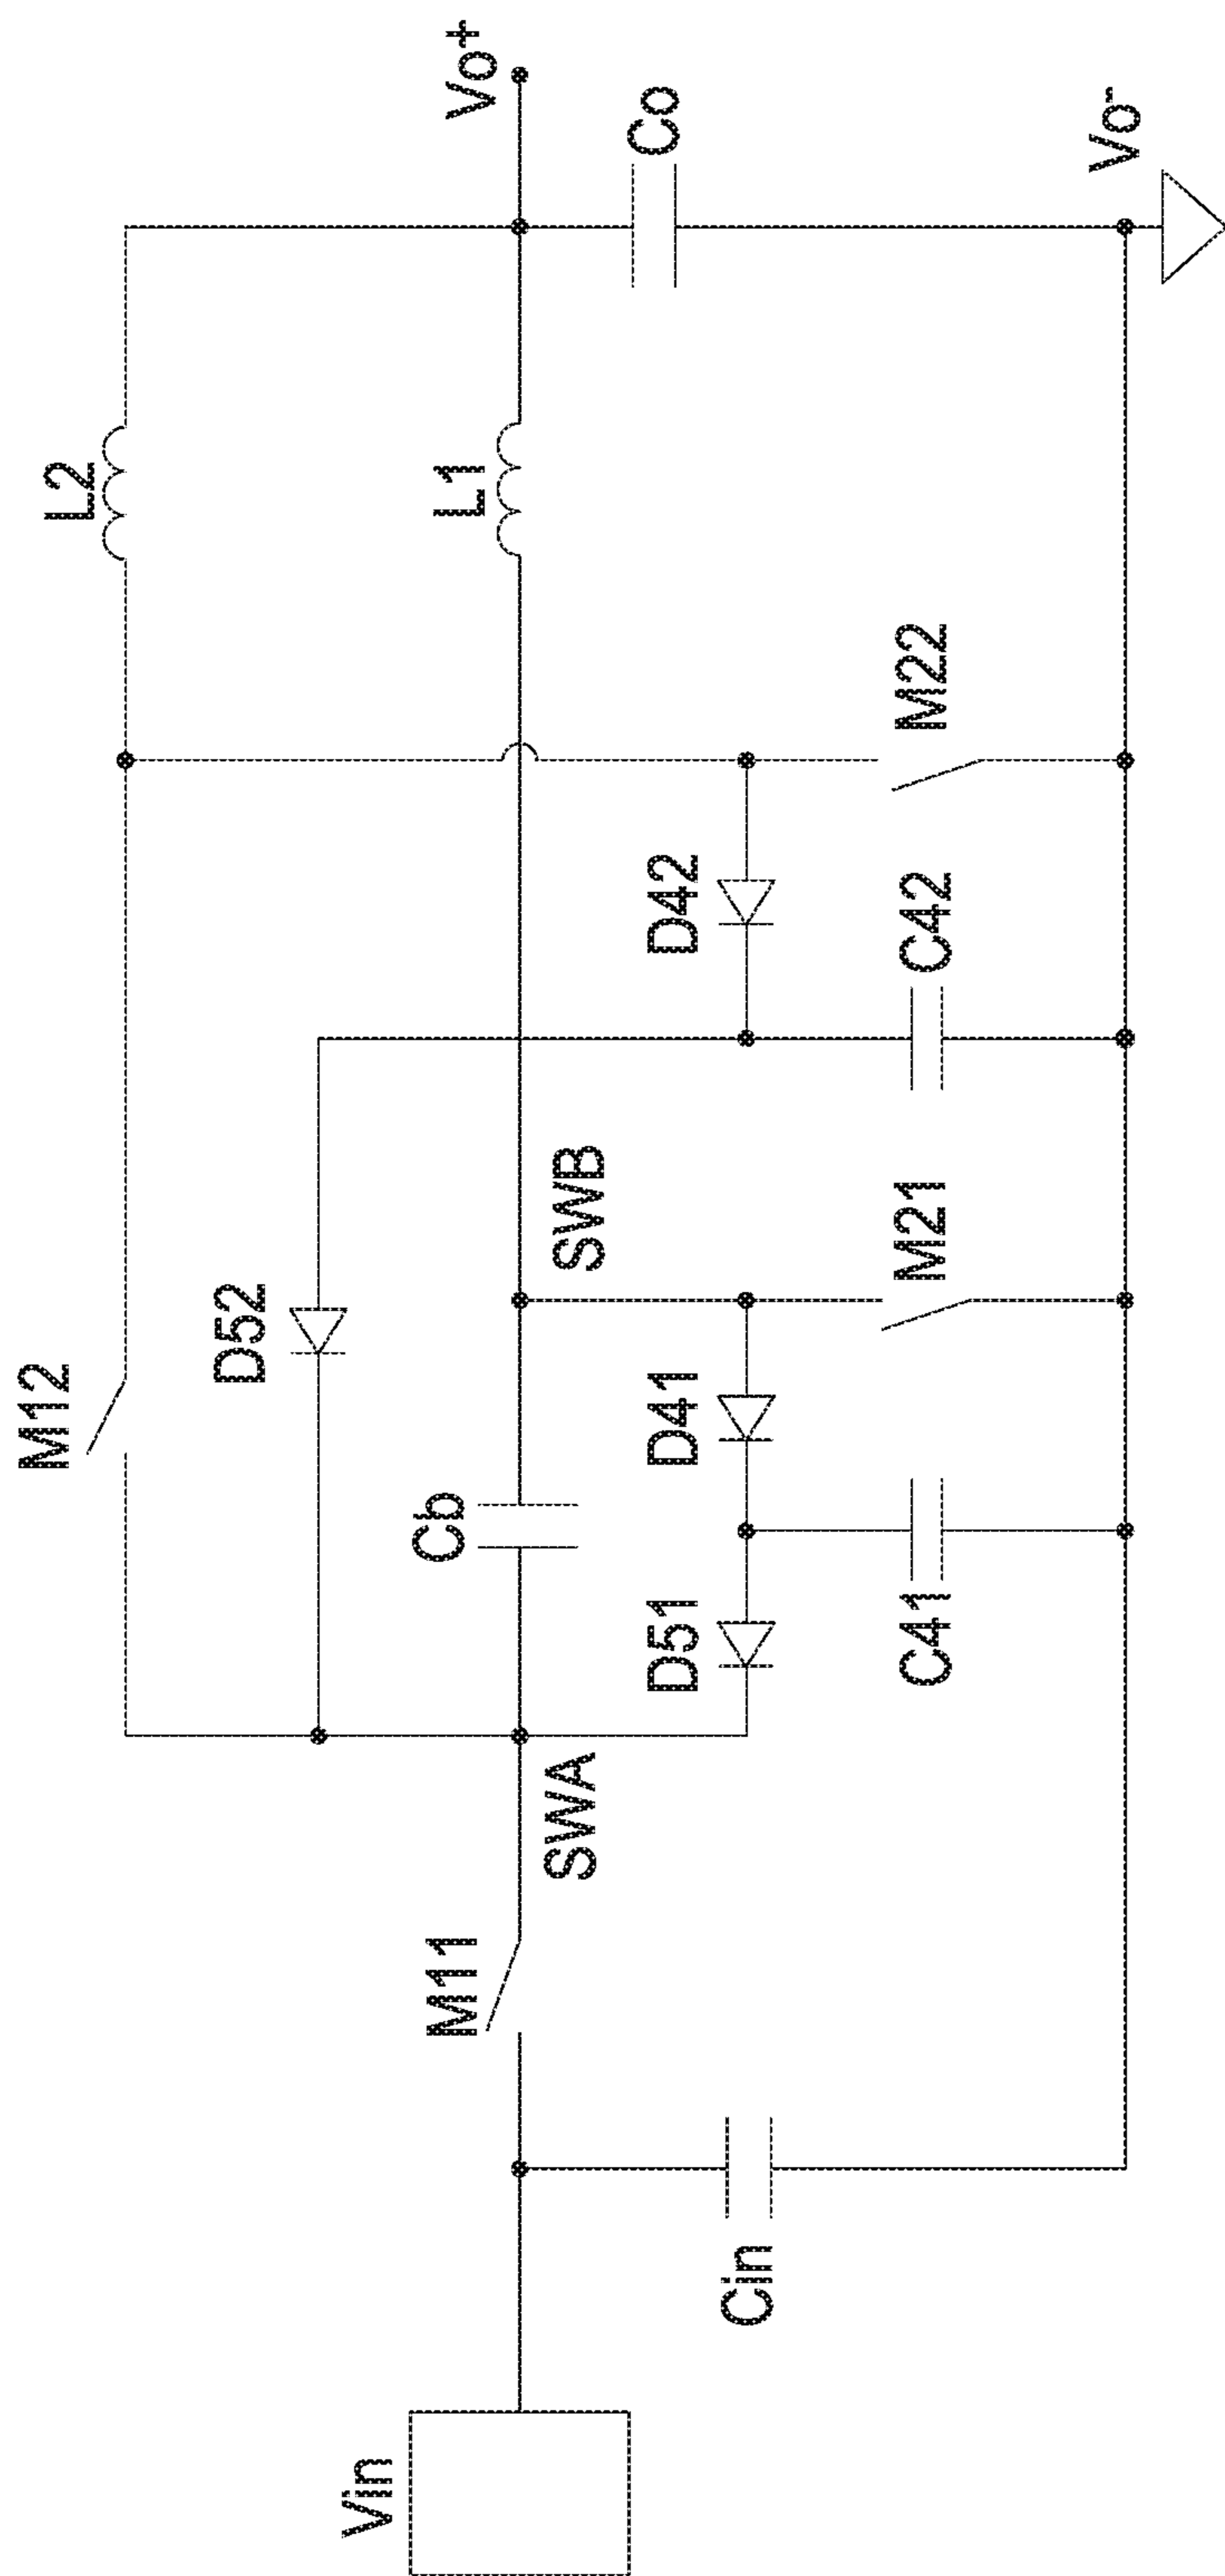 M12
L2
D52
Vin
M11
Cb
L1
Vo+
SWA
SWB
D51
D41
D42
Co
Cin
C41
M21
C42
M22
Vo-